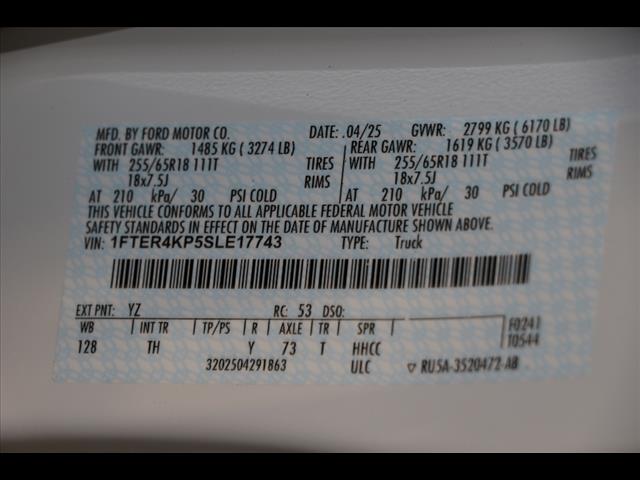 MFD. BY FORD MOTOR CO. DATE: .04/25 GVWR: 2799 KG ( 6170 LB)
FRONT GAWR: 1485 KG ( 3274 LB) REAR GAWR: 1619 KG ( 3570 LB)
WITH 255/65R18 111T TIRES WITH 255/65R18 111T TIRES
18x7.5J RIMS 18x7.5J RIMS
AT 210 kPa/ 30 PSI COLD AT 210 kPa/ 30 PSI COLD
THIS VEHICLE CONFORMS TO ALL APPLICABLE FEDERAL MOTOR VEHICLE
SAFETY STANDARDS IN EFFECT ON THE DATE OF MANUFACTURE SHOWN ABOVE.
VIN: 1FTER4KP5SLE17743 TYPE: Truck
EXT PNT: YZ RC: 53 DSO:
WB INT TR TP/PS R AXLE TR SPR F0241
128 TH Y 73 T HHCC T0544
3202504291863 ULC ▽ RU5A-3520472-AB